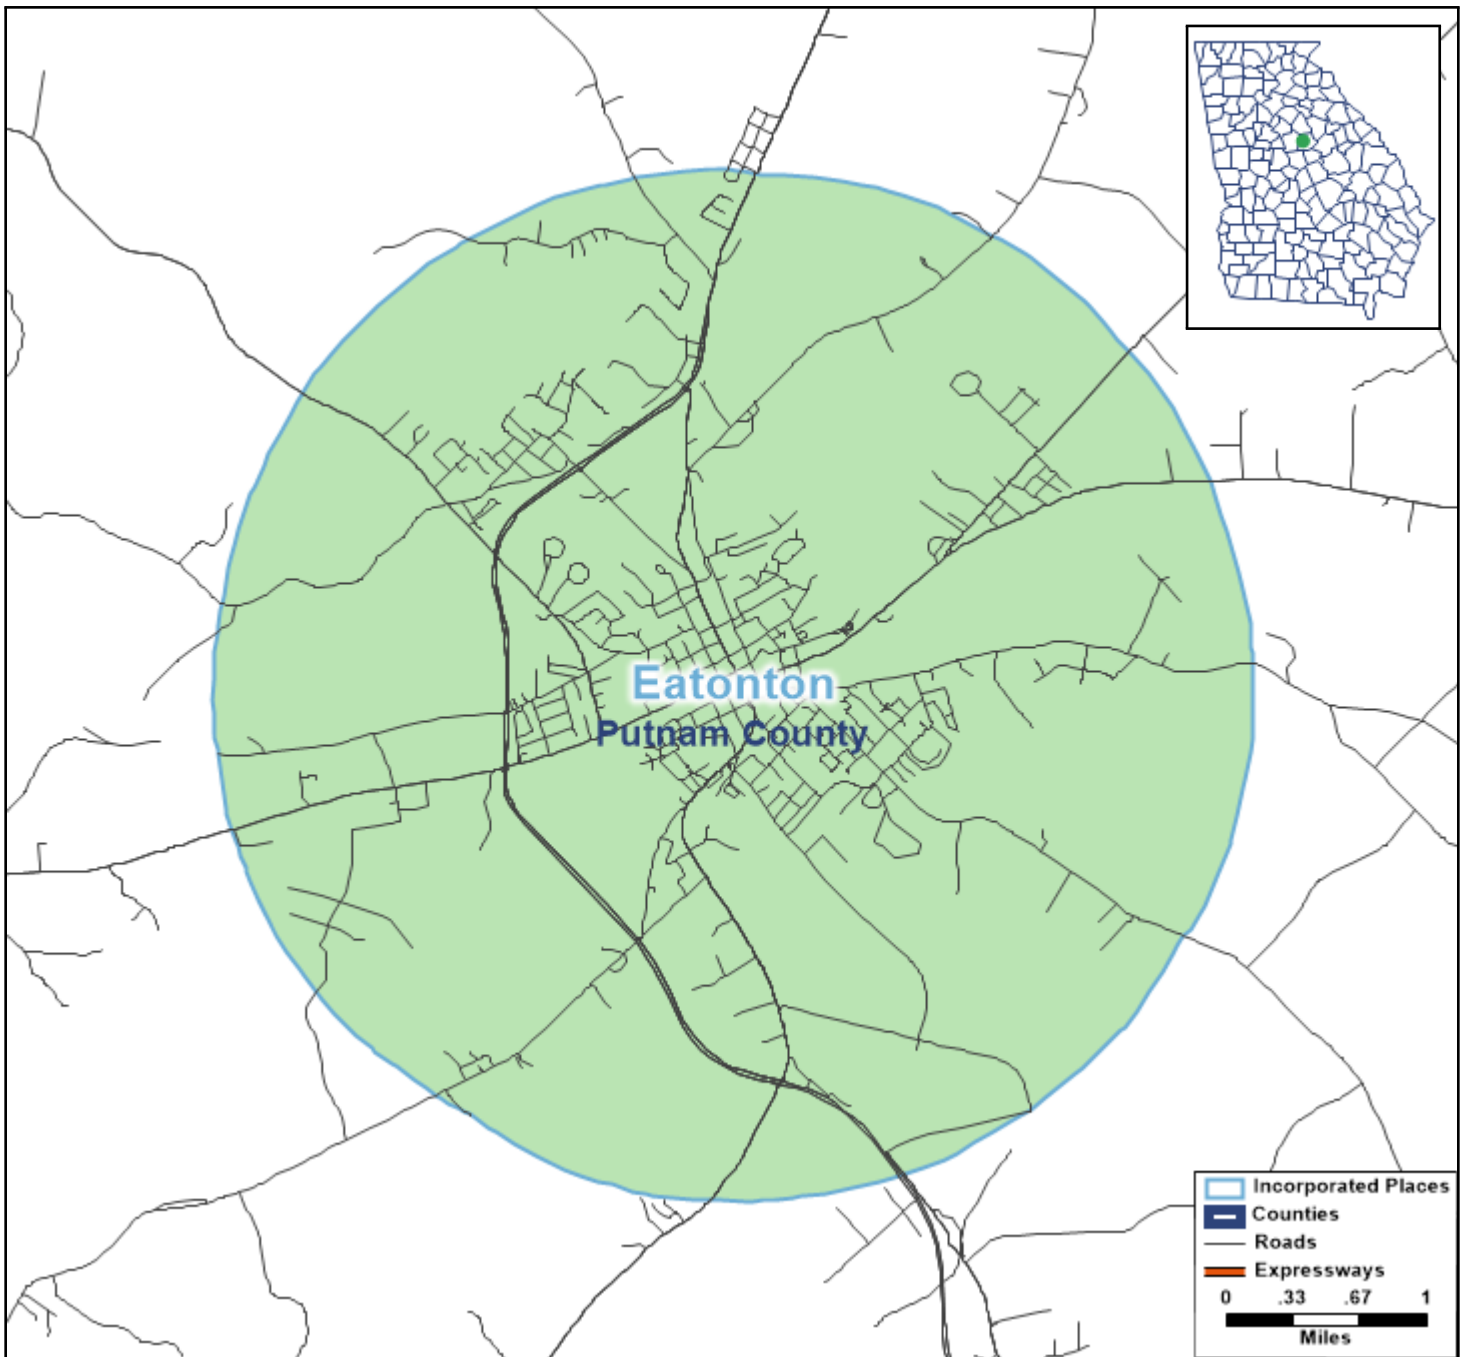 Eatonton
Putnam County
Incorporated Places
Counties
Roads
Expressways
0 .33 .67 1
Miles